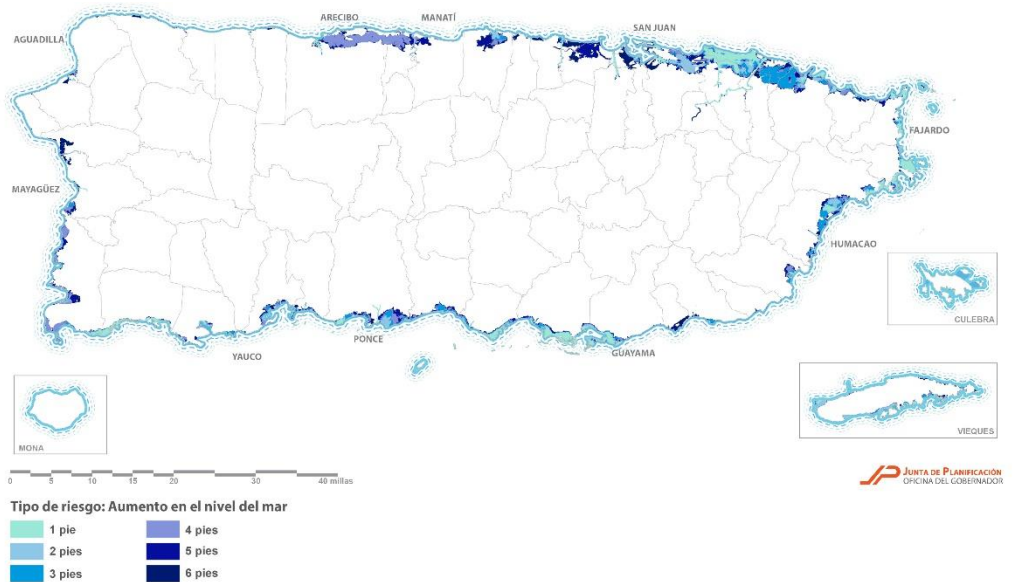 ARECIBO
MANATÍ
SAN JUAN
AGUADILLA
FAJARDO
MAYAGÜEZ
HUMACAO
CULEBRA
PONCE
GUAYAMA
YAUCO
VIEQUES
MONA
0 5 10 15 20 30 40 millas
JUNTA DE PLANIFICACIÓN
OFICINA DEL GOBERNADOR
Tipo de riesgo: Aumento en el nivel del mar
1 pie
4 pies
2 pies
5 pies
3 pies
6 pies